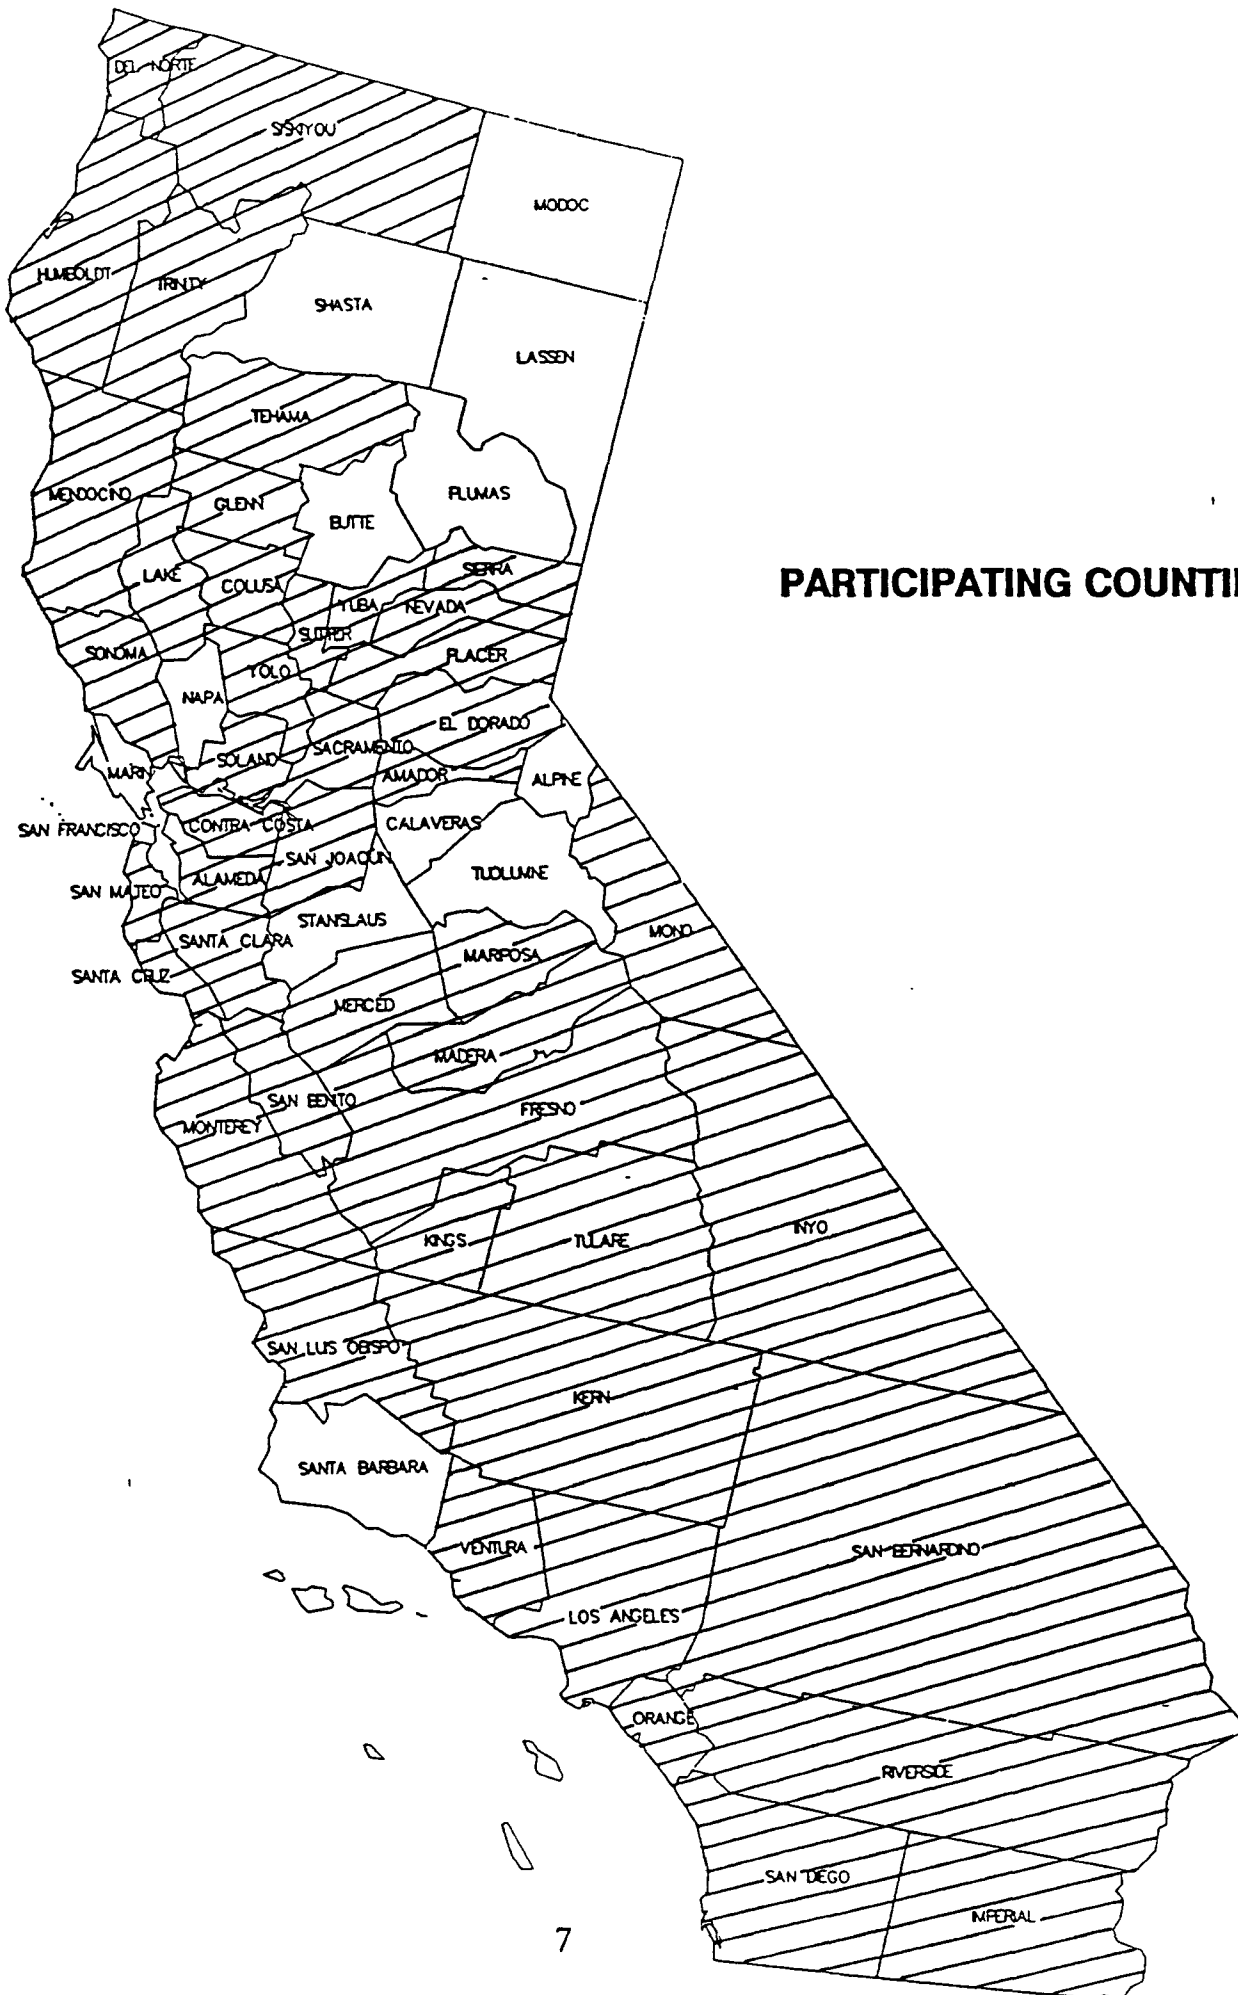 DEL NORTE
SISKIYOU
MODOC
HUMBOLDT
TRINITY
SHASTA
LASSEN
TEHAMA
MENDOCINO
GLENN
BUTTE
PLUMAS
LAKE
COLUSA
SIERRA
YUBA
NEVADA
PARTICIPATING COUNTI
SUTTER
SONOMA
YOLO
PLACER
NAPA
EL DORADO
SOLANO
SACRAMENTO
MARIN
AMADOR
ALPINE
SAN FRANCISCO
CONTRA COSTA
CALAVERAS
SAN JOAQUIN
TUOLUMNE
ALAMEDA
SAN MATEO
STANISLAUS
MONO
SANTA CLARA
MARIPOSA
SANTA CRUZ
MERCED
MADERA
SAN BENITO
FRESNO
MONTEREY
KINGS
TULARE
INYO
SAN LUIS OBISPO
KERN
SANTA BARBARA
VENTURA
SAN BERNARDINO
LOS ANGELES
ORANGE
RIVERSIDE
SAN DIEGO
IMPERIAL
7